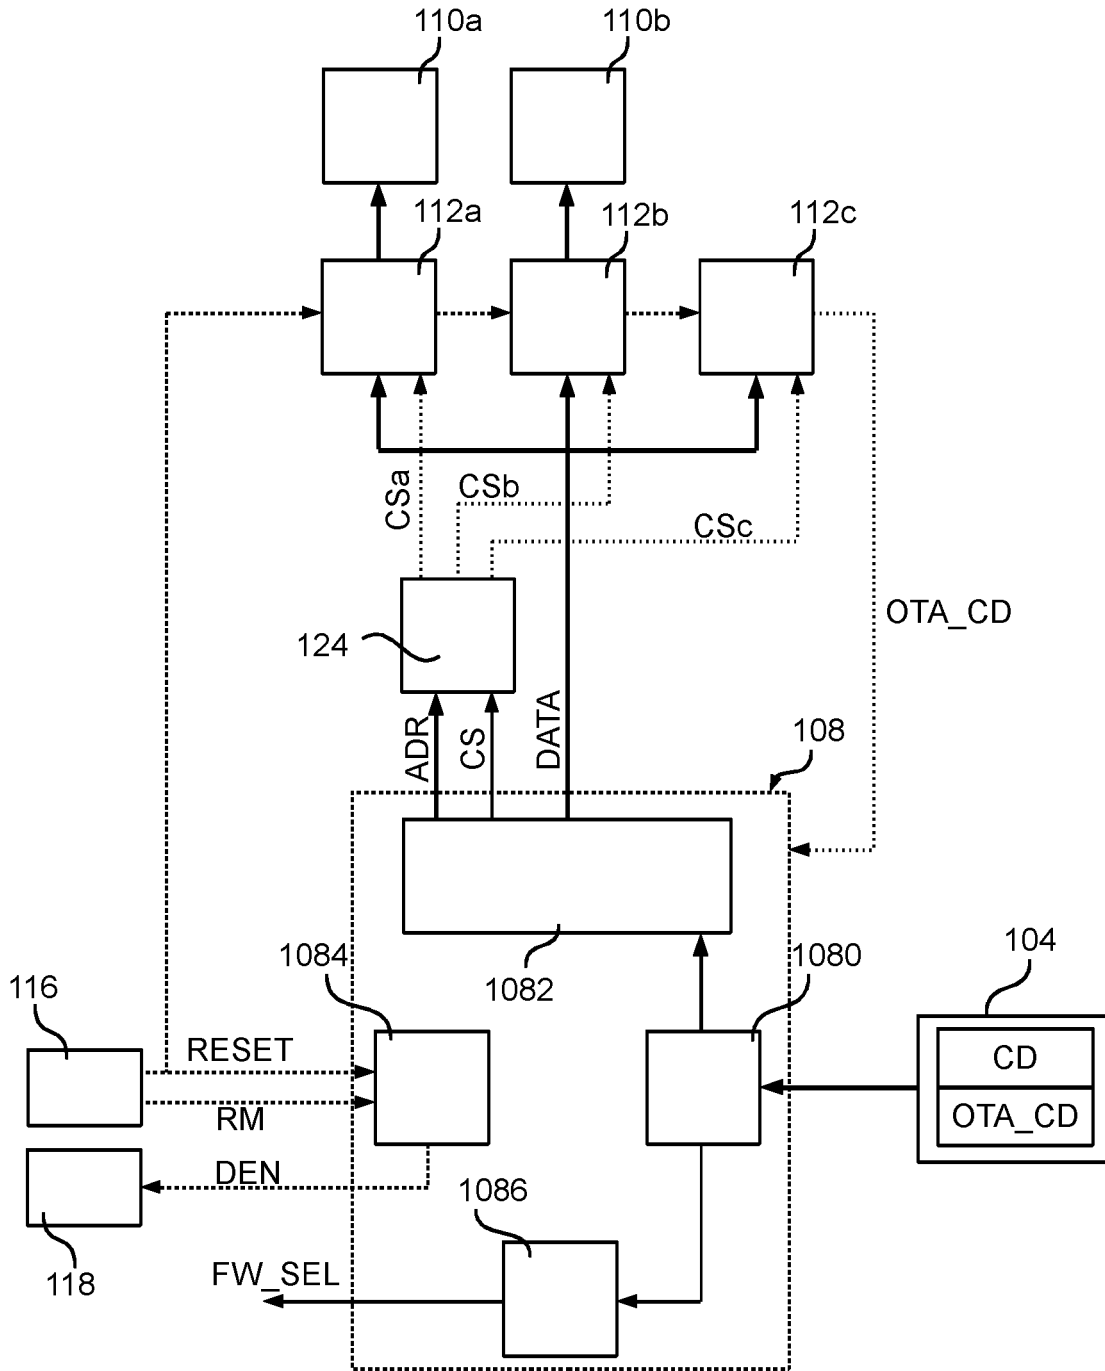 110a
110b
112a
112b
112c
CSa
CSb
CSc
OTA_CD
124
ADR
CS
DATA
108
1084
1082
1080
104
116
RESET
CD
RM
OTA_CD
DEN
1086
118
FW_SEL